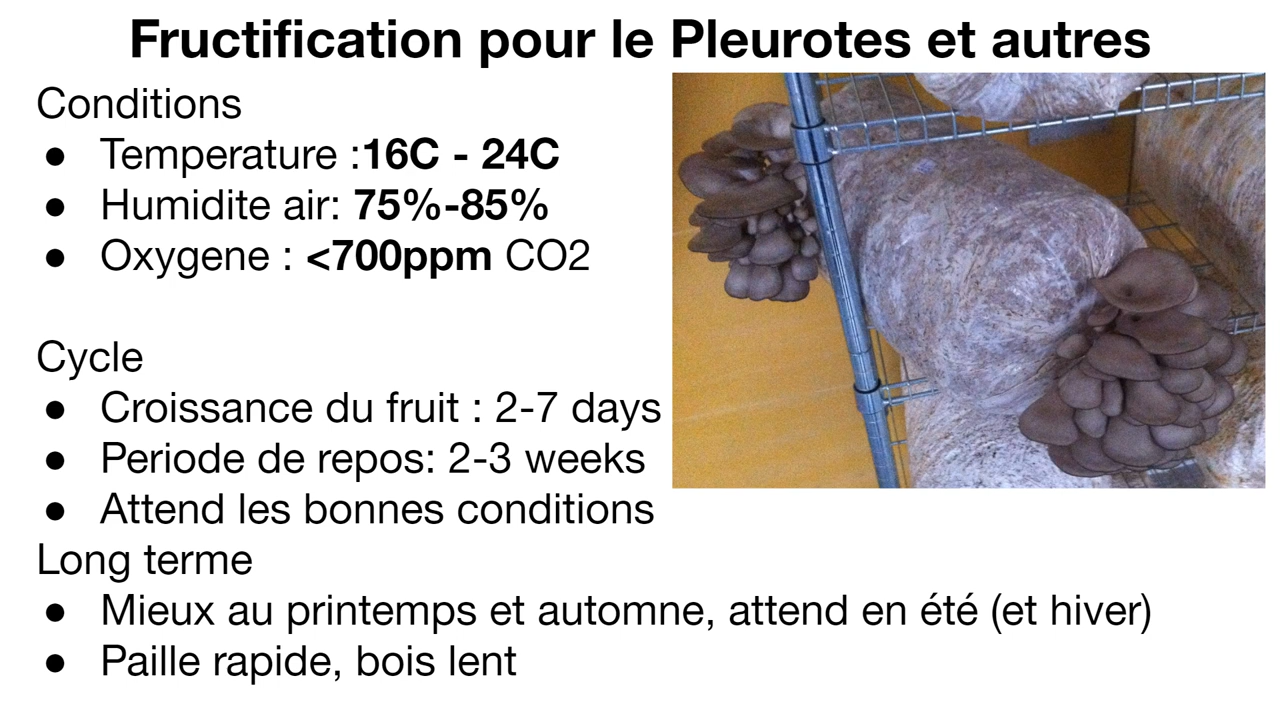 Fructification pour le Pleurotes et autres
Conditions
● Temperature :16C - 24C
● Humidite air: 75%-85%
● Oxygene : <700ppm CO2
Cycle
● Croissance du fruit : 2-7 days
● Periode de repos: 2-3 weeks
● Attend les bonnes conditions
Long terme
● Mieux au printemps et automne, attend en été (et hiver)
● Paille rapide, bois lent